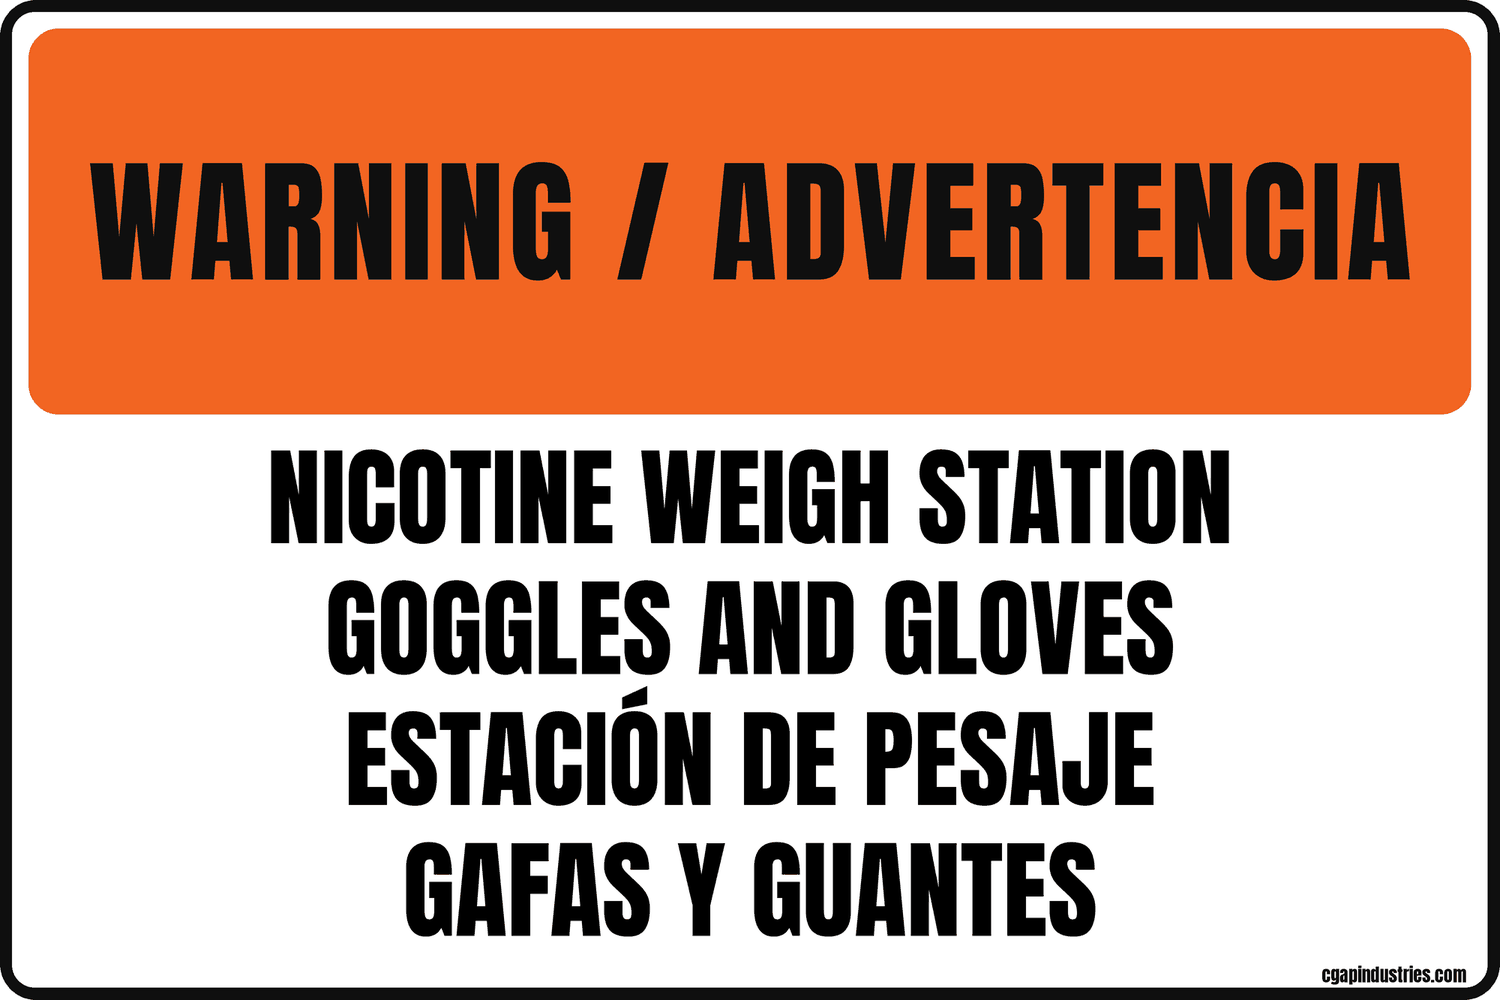 WARNING / ADVERTENCIA
NICOTINE WEIGH STATION
GOGGLES AND GLOVES
ESTACIÓN DE PESAJE
GAFAS Y GUANTES
cgapindustries.com